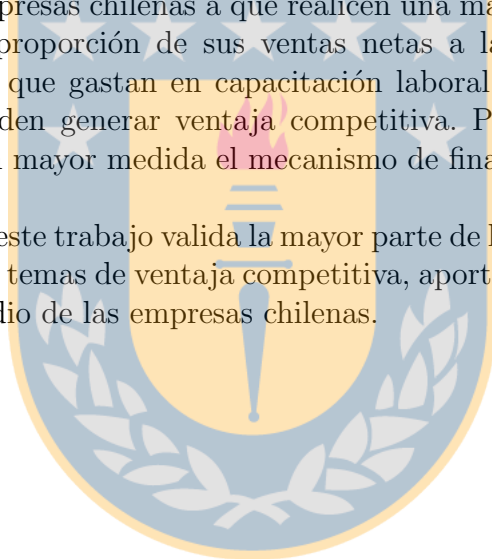 presas chilenas a que realicen una ma
proporción de sus ventas netas a la
que gastan en capacitación laboral
den generar ventaja competitiva. P
mayor medida el mecanismo de fina
este trabajo valida la mayor parte de l
temas de ventaja competitiva, aport
dio de las empresas chilenas.